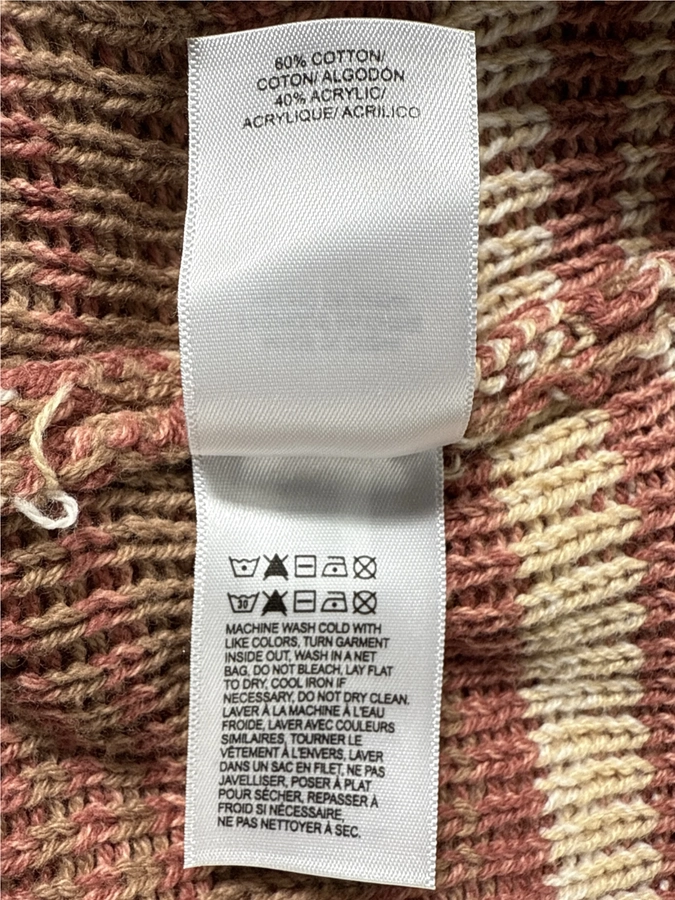 60% COTTON/
COTON/ ALGODÓN
40% ACRYLIC/
ACRYLIQUE/ ACRÍLICO
30
MACHINE WASH COLD WITH
LIKE COLORS, TURN GARMENT
INSIDE OUT, WASH IN A NET
BAG, DO NOT BLEACH, LAY FLAT
TO DRY, COOL IRON IF
NECESSARY, DO NOT DRY CLEAN.
LAVER À LA MACHINE À L'EAU
FROIDE, LAVER AVEC COULEURS
SIMILAIRES, TOURNER LE
VÊTEMENT À L'ENVERS, LAVER
DANS UN SAC EN FILET, NE PAS
JAVELLISER, POSER À PLAT
POUR SÉCHER, REPASSER À
FROID SI NÉCESSAIRE,
NE PAS NETTOYER À SEC.